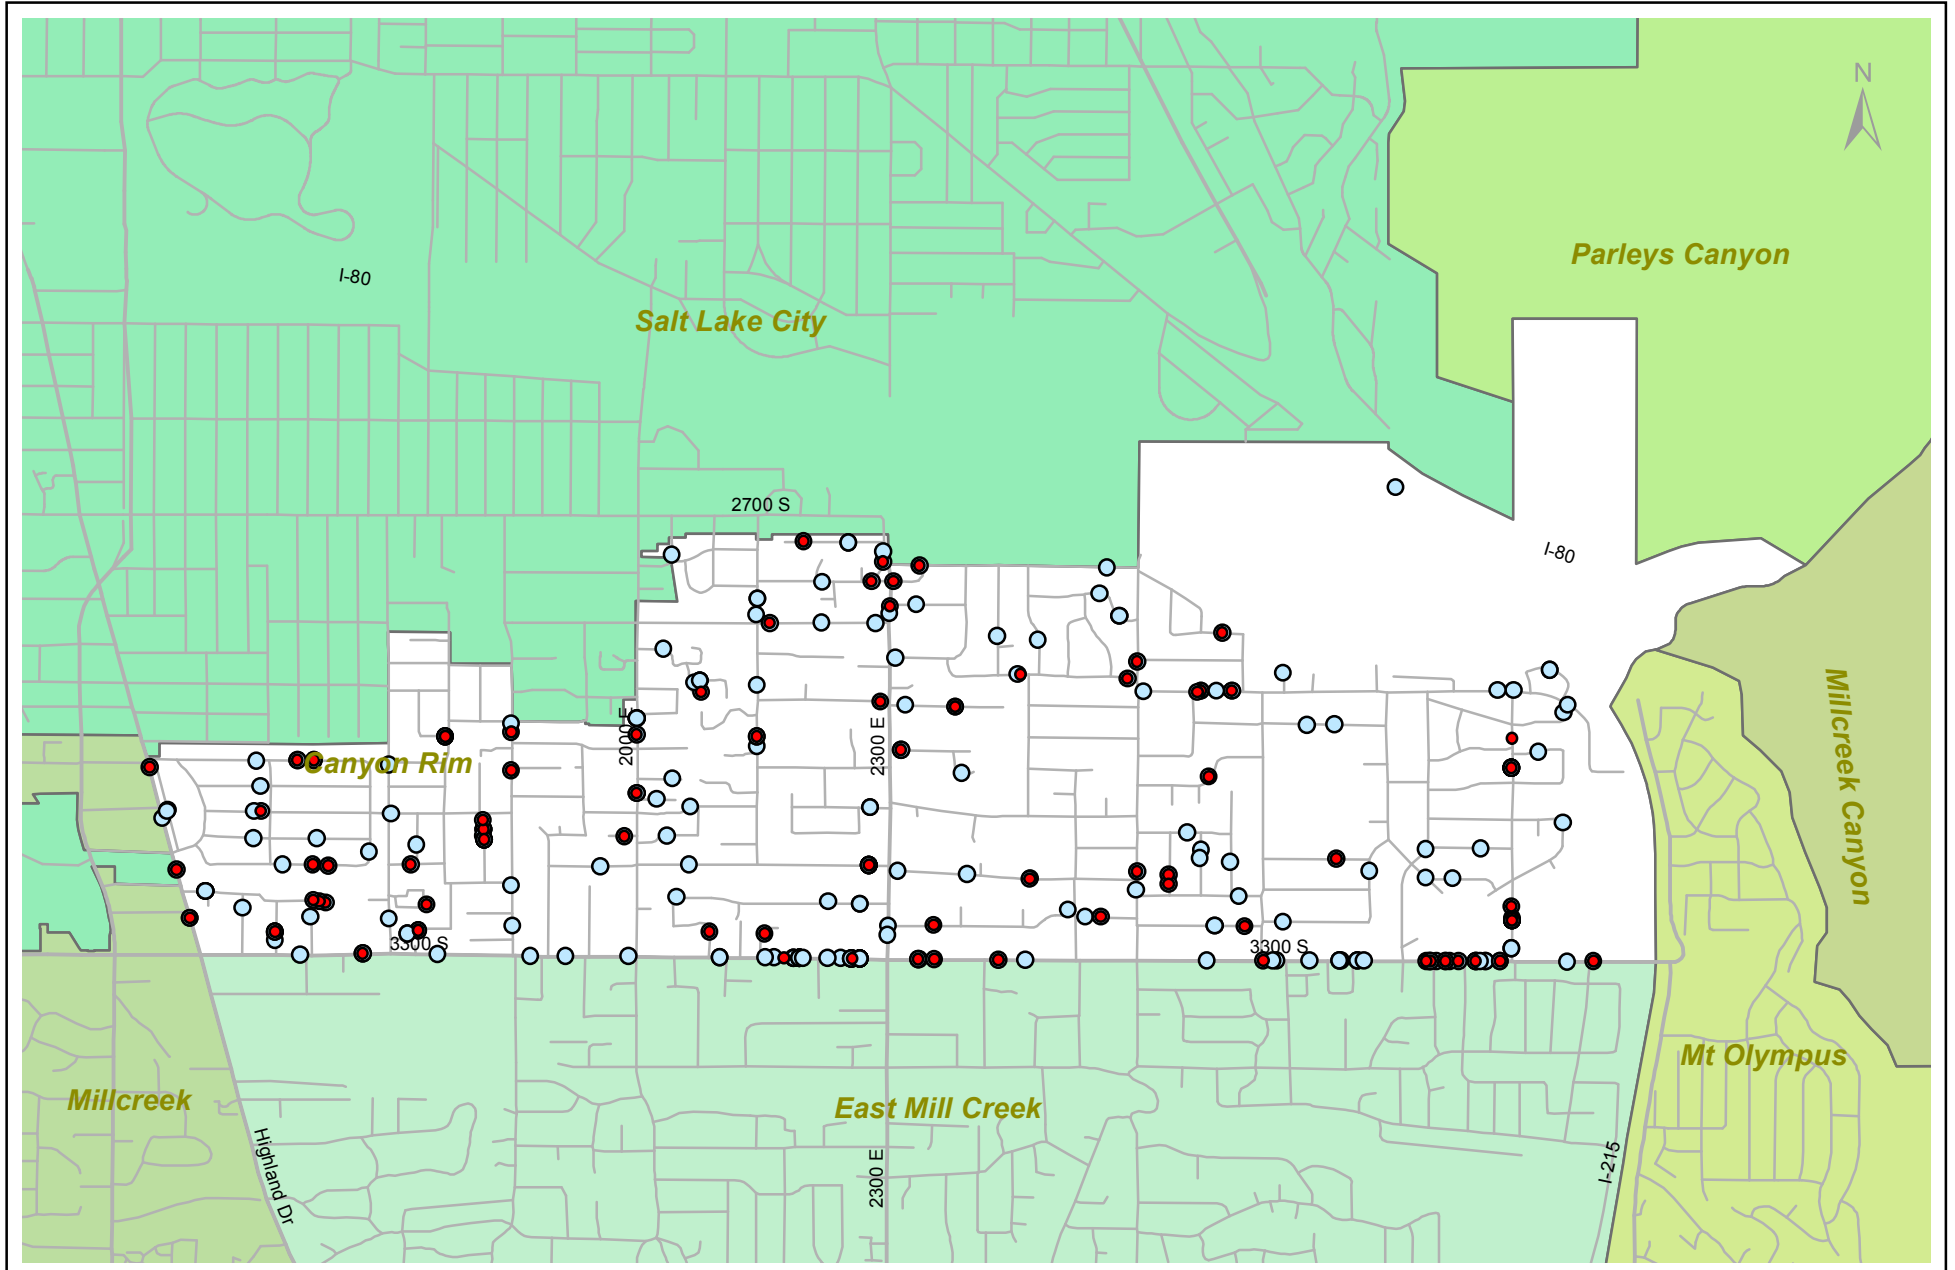 N
Parleys Canyon
I-80
Salt Lake City
2700 S
I-80
2000 E
2300 E
Canyon Rim
Millcreek Canyon
3300 S
3300 S
Mt Olympus
Millcreek
East Mill Creek
Highland Dr
2300 E
I-215